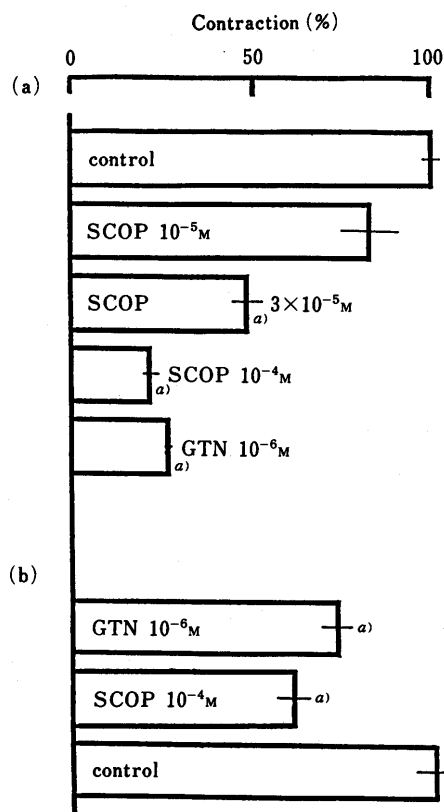 Contraction (%)
0 50 100
(a)
control
SCOP 10⁻⁵M
SCOP a) 3×10⁻⁵M
a) SCOP 10⁻⁴M
a) GTN 10⁻⁶M
(b)
GTN 10⁻⁶M a)
SCOP 10⁻⁴M a)
control